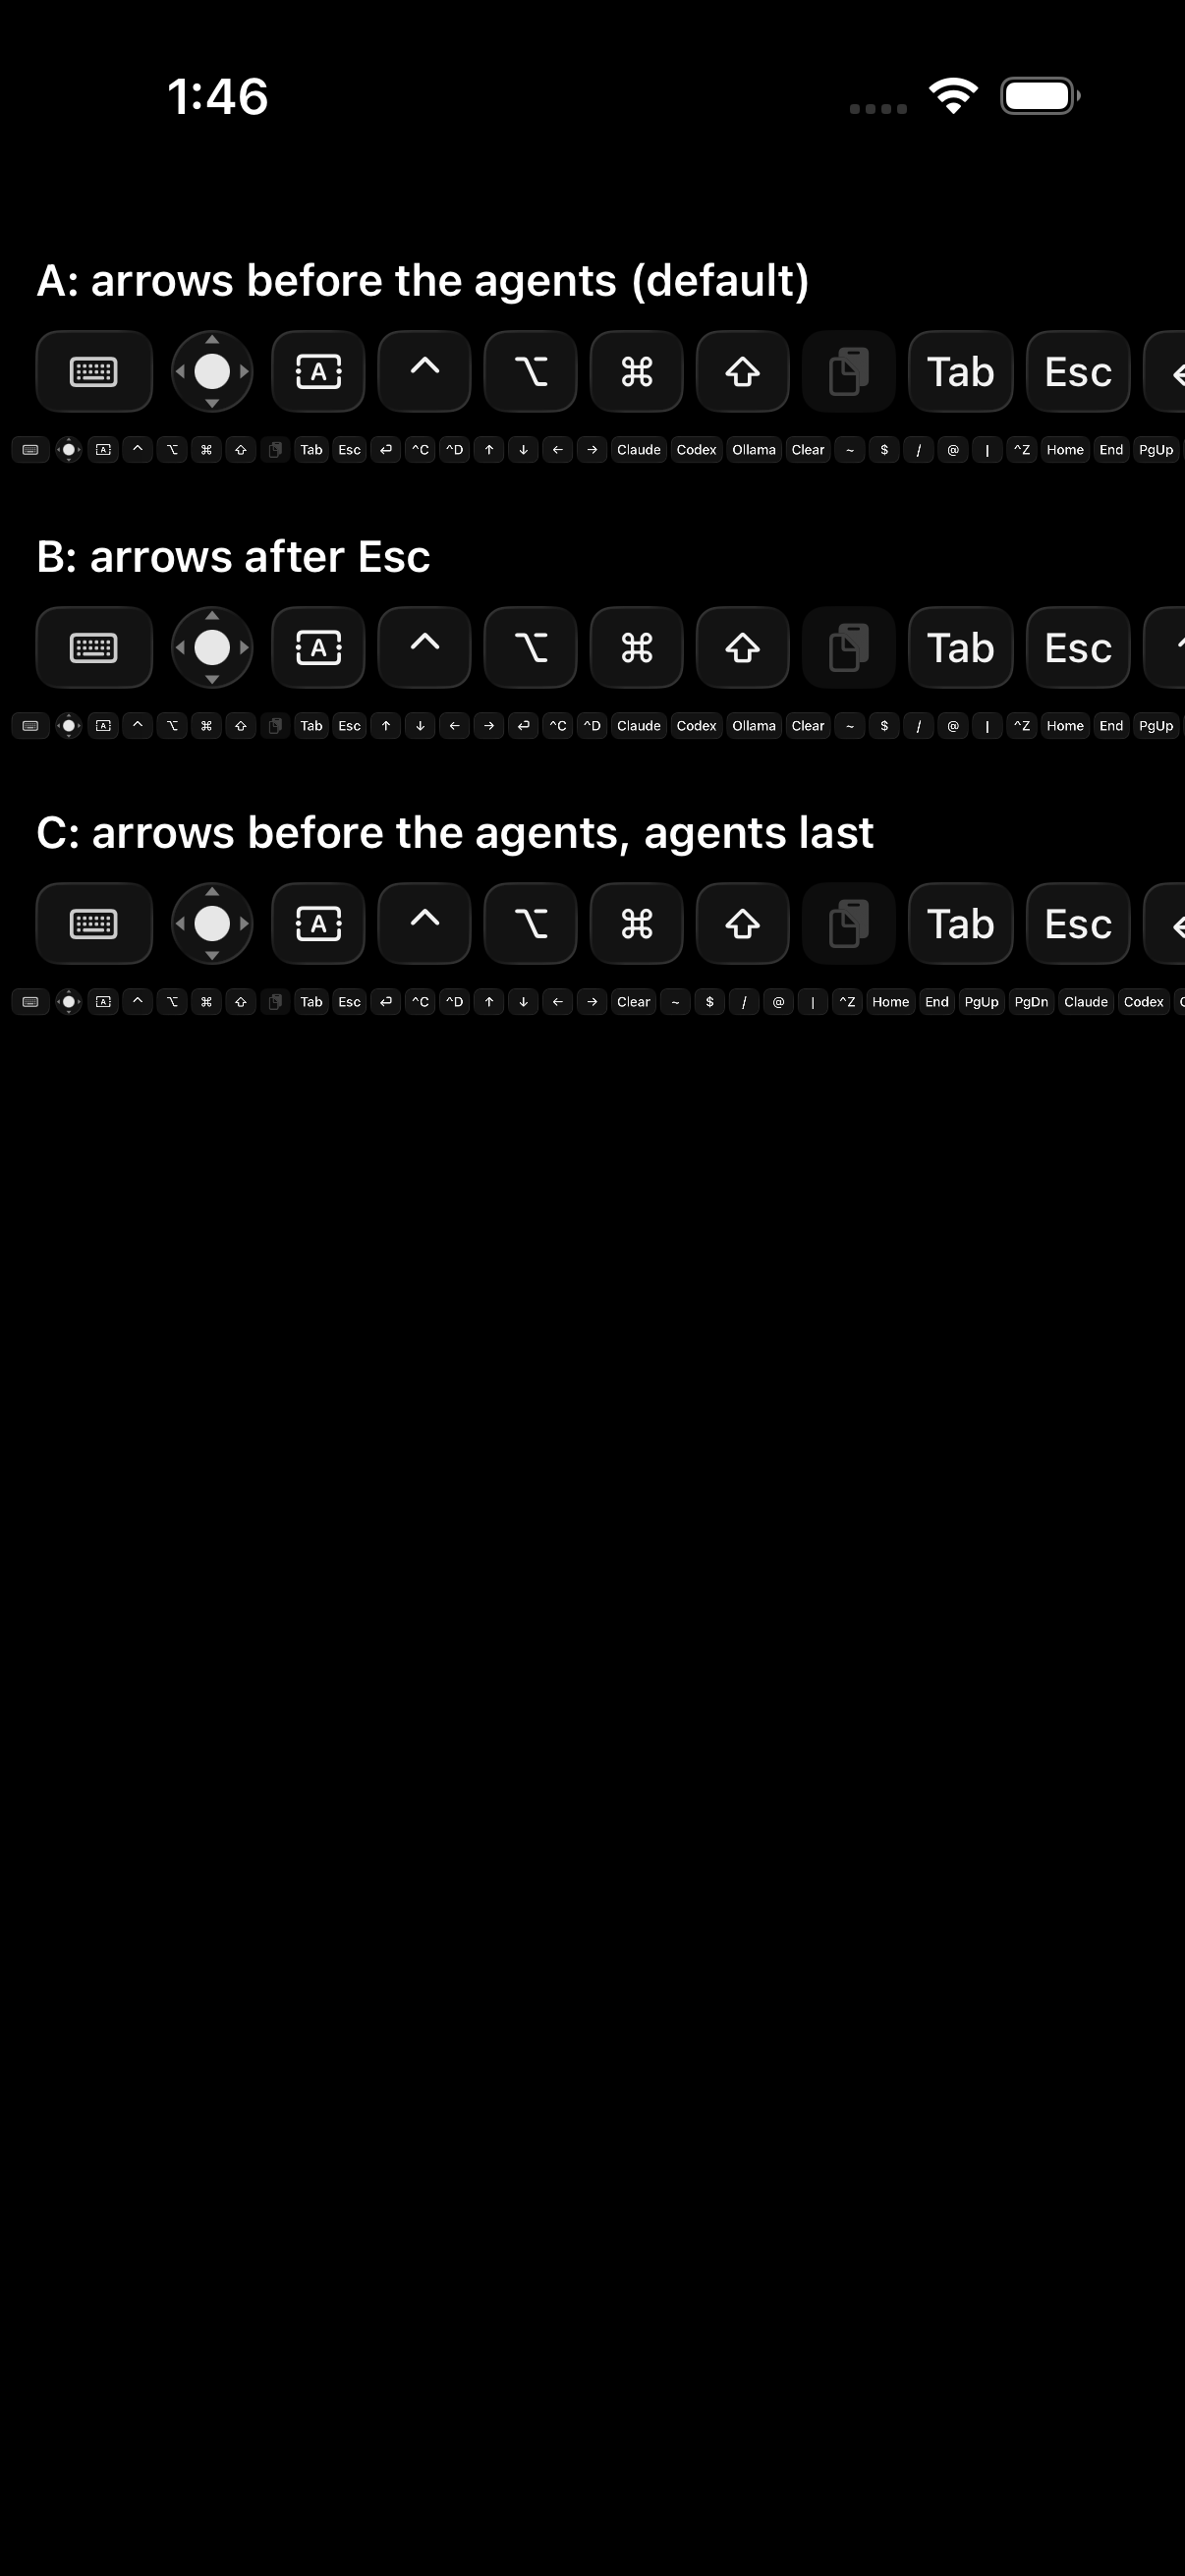 1:46
A: arrows before the agents (default)
A ^ ⌥ ⌘ ⇧ Tab Esc
A ^ ⌥ ⌘ ⇧ Tab Esc ⏎ ^C ^D ↑ ↓ ← → Claude Codex Ollama Clear ~ $ / @ | ^Z Home End PgUp
B: arrows after Esc
A ^ ⌥ ⌘ ⇧ Tab Esc
A ^ ⌥ ⌘ ⇧ Tab Esc ↑ ↓ ← → ⏎ ^C ^D Claude Codex Ollama Clear ~ $ / @ | ^Z Home End PgUp
C: arrows before the agents, agents last
A ^ ⌥ ⌘ ⇧ Tab Esc
A ^ ⌥ ⌘ ⇧ Tab Esc ⏎ ^C ^D ↑ ↓ ← → Clear ~ $ / @ | ^Z Home End PgUp PgDn Claude Codex